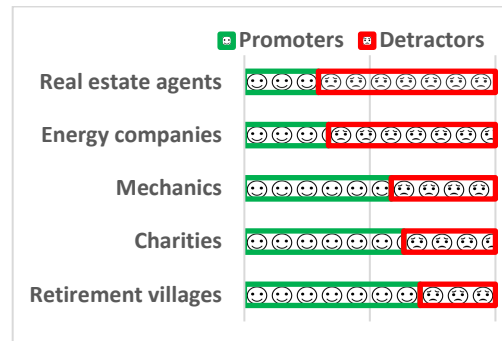 Promoters Detractors
Real estate agents
Energy companies
Mechanics
Charities
Retirement villages